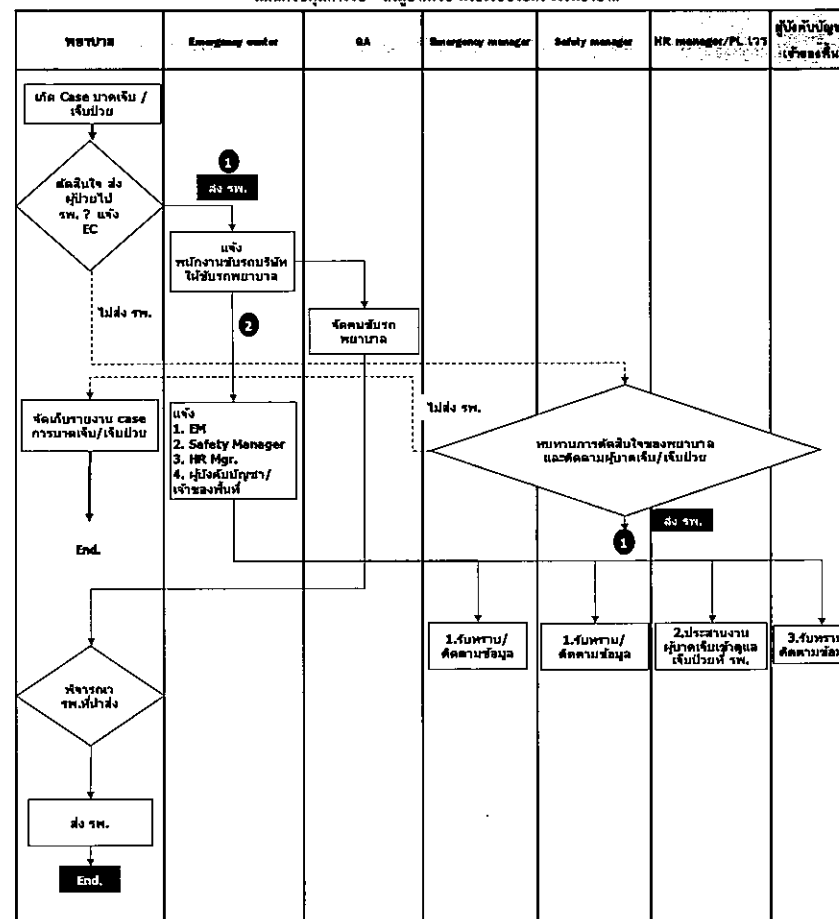 พยาบาล
Emergency center
GA
Emergency manager
Safety manager
HR manager/PL เวร
ผู้บังคับบัญชา
เจ้าของพื้น
เกิด Case บาดเจ็บ /
เจ็บป่วย
ตัดสินใจ ส่ง
ผู้ป่วยไป
รพ. ? แจ้ง
EC
1
ส่ง รพ.
แจ้ง
พนักงานขับรถบริษัท
ให้ขับรถพยาบาล
ไม่ส่ง รพ.
2
จัดคนขับรถ
พยาบาล
จัดเก็บรายงาน case
การบาดเจ็บ/เจ็บป่วย
แจ้ง
1. EM
2. Safety Manager
3. HR Mgr.
4. ผู้บังคับบัญชา/
เจ้าของพื้นที่
ไม่ส่ง รพ.
ทบทวนการตัดสินใจของพยาบาล
และติดตามผู้บาดเจ็บ/เจ็บป่วย
ส่ง รพ.
1
End.
1.รับทราบ/
ติดตามข้อมูล
1.รับทราบ/
ติดตามข้อมูล
2.ประสานงาน
ผู้บาดเจ็บเข้าดูแล
เจ็บป่วยที่ รพ.
3.รับทราบ
ติดตามข้อมู
พิจารณา
รพ.ที่นำส่ง
ส่ง รพ.
End.